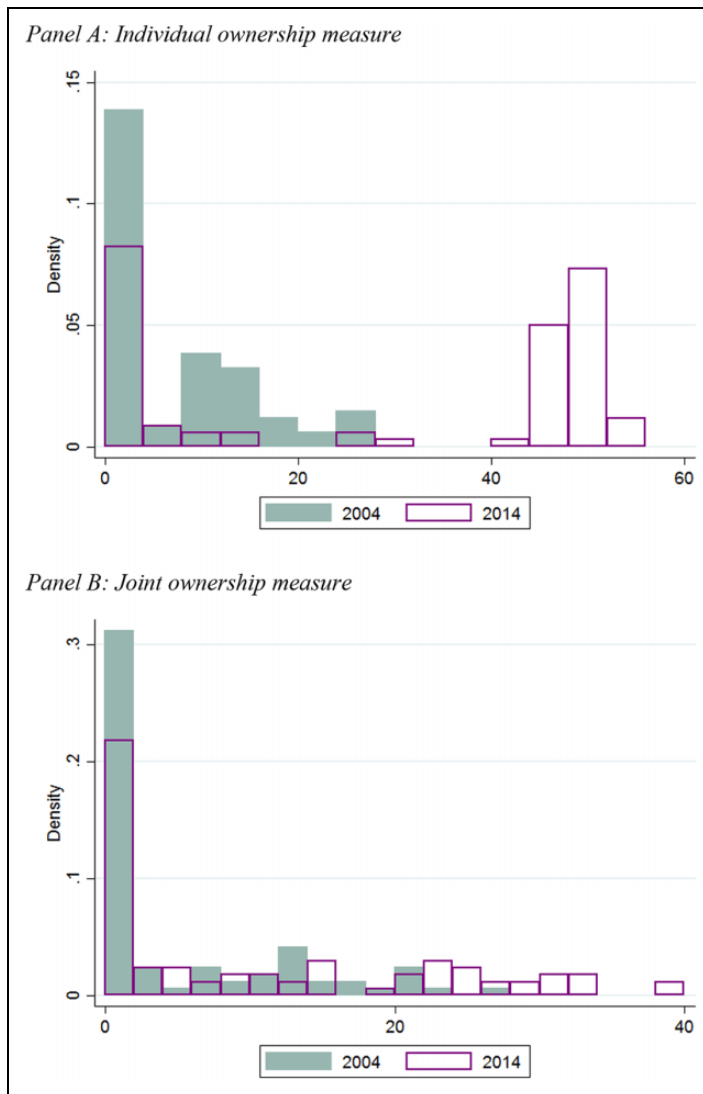 Panel A: Individual ownership measure
.15
.1
.05
0
Density
0 20 40 60
2004 2014
Panel B: Joint ownership measure
.3
.2
.1
0
Density
0 20 40
2004 2014